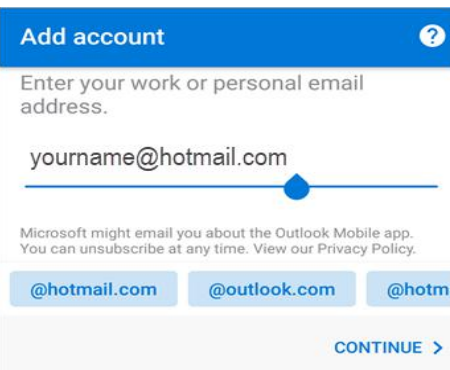 Add account ?
Enter your work or personal email
address.
yourname@hotmail.com
Microsoft might email you about the Outlook Mobile app.
You can unsubscribe at any time. View our Privacy Policy.
@hotmail.com @outlook.com @hotm
CONTINUE >